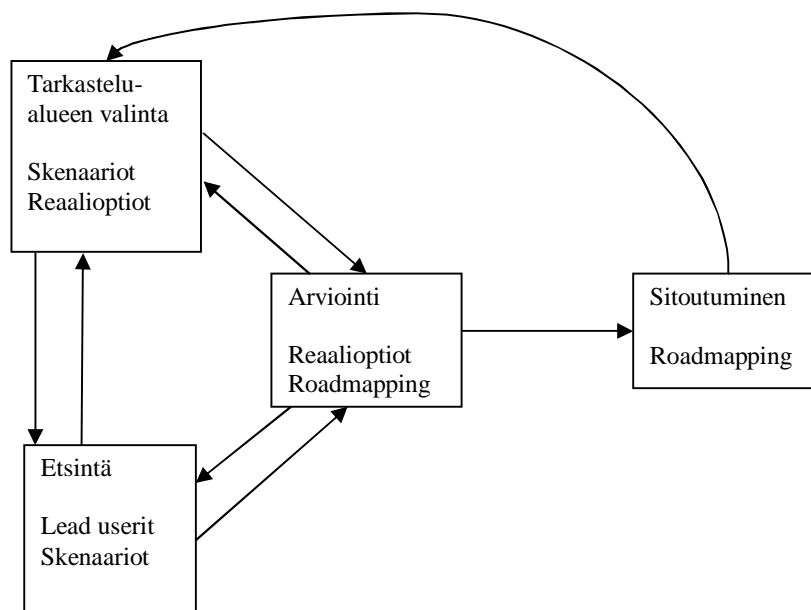 Tarkastelu-
alueen valinta
Skenaariot
Reaalioptiot
Arviointi
Reaalioptiot
Roadmapping
Sitoutuminen
Roadmapping
Etsintä
Lead userit
Skenaariot